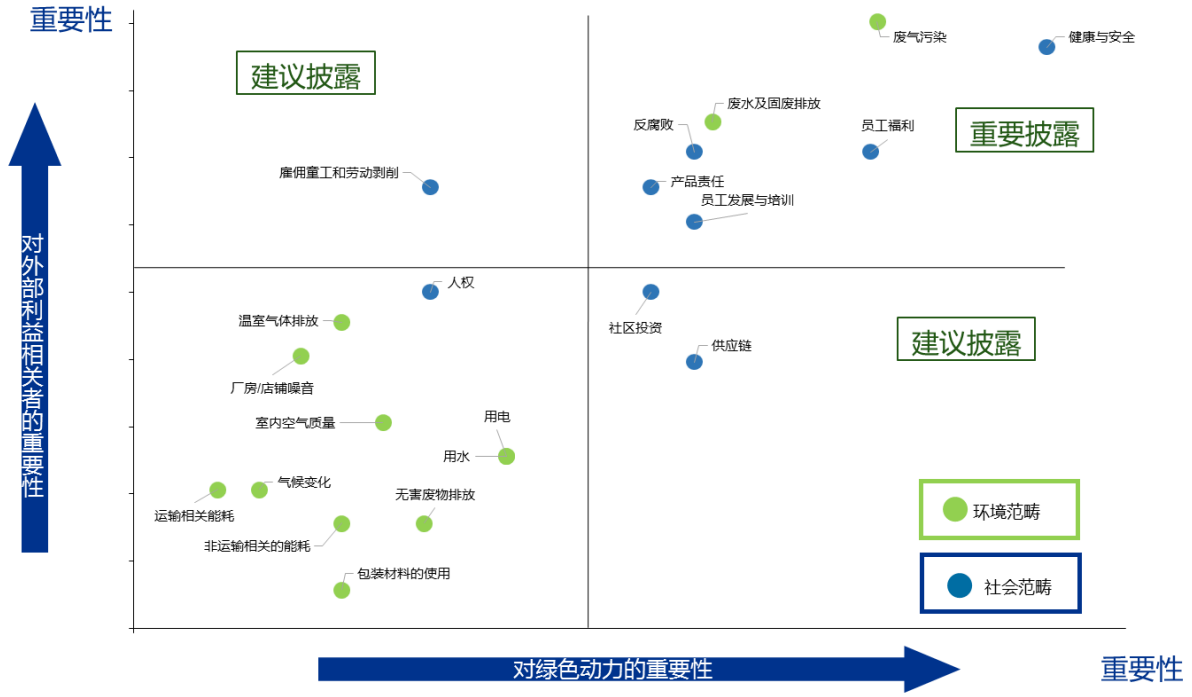 重要性
废气污染
健康与安全
建议披露
废水及固废排放
反腐败
员工福利
重要披露
雇佣童工和劳动剥削
产品责任
员工发展与培训
对外部利益相关者的重要性
人权
温室气体排放
社区投资
建议披露
供应链
厂房/店铺噪音
室内空气质量
用电
用水
气候变化
无害废物排放
运输相关能耗
环境范畴
非运输相关的能耗
包装材料的使用
社会范畴
对绿色动力的重要性
重要性